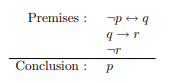 Premises : ¬p ↔ q
q → r
¬r
Conclusion : p